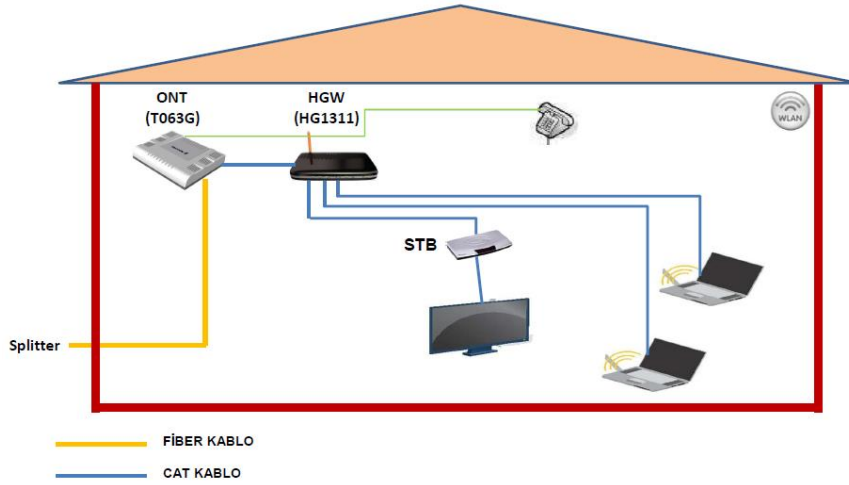 ONT
(T063G)
HGW
(HG1311)
WLAN
STB
Splitter
FİBER KABLO
CAT KABLO